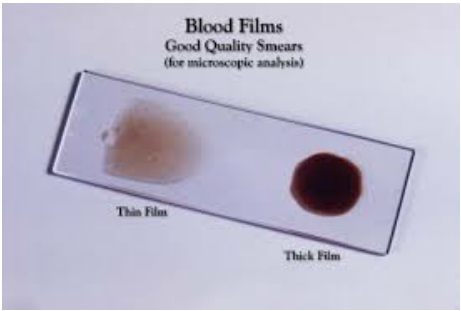 Blood Films
Good Quality Smears
(for microscopic analysis)
Thin Film
Thick Film